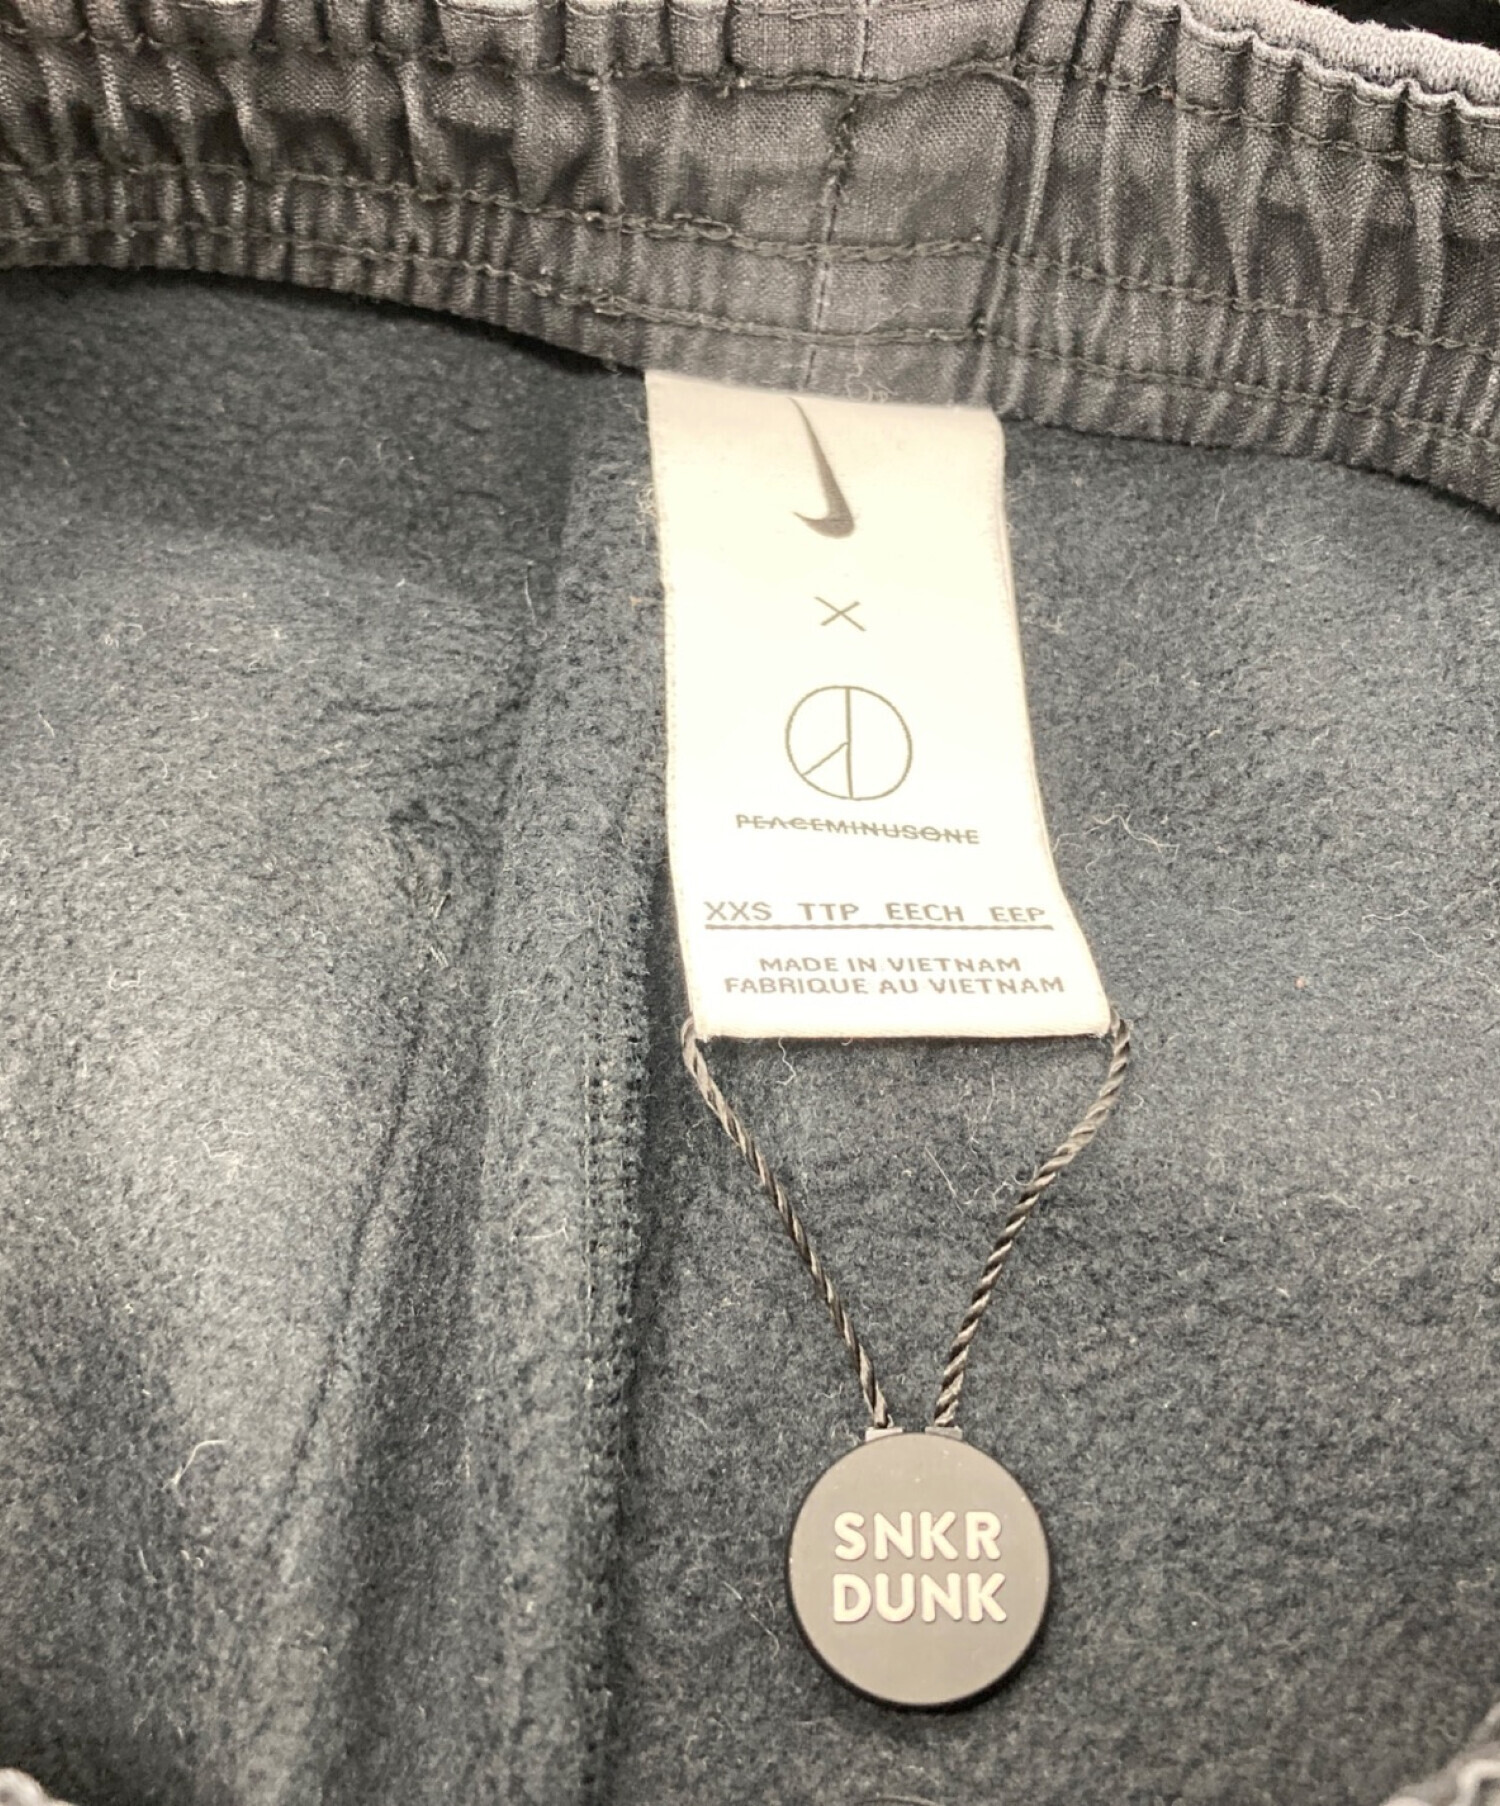 ×
PEACEMINUSONE
XXS TTP EECH EEP
MADE IN VIETNAM
FABRIQUE AU VIETNAM
SNKR
DUNK